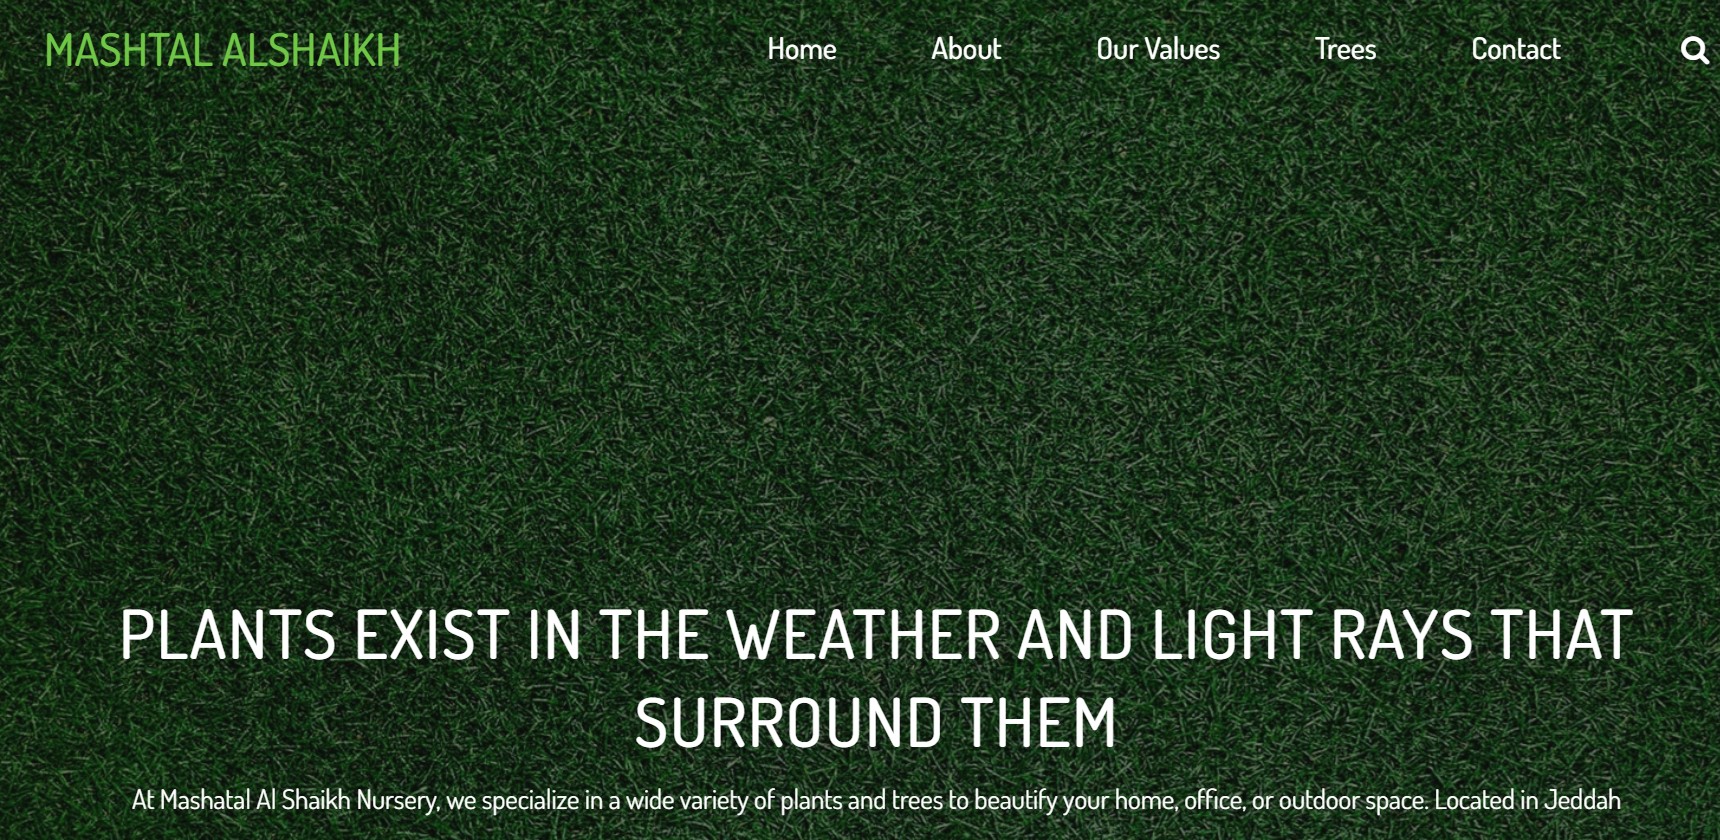 MASHTAL ALSHAIKH
Home About Our Values Trees Contact
PLANTS EXIST IN THE WEATHER AND LIGHT RAYS THAT
SURROUND THEM
At Mashatal Al Shaikh Nursery, we specialize in a wide variety of plants and trees to beautify your home, office, or outdoor space. Located in Jeddah